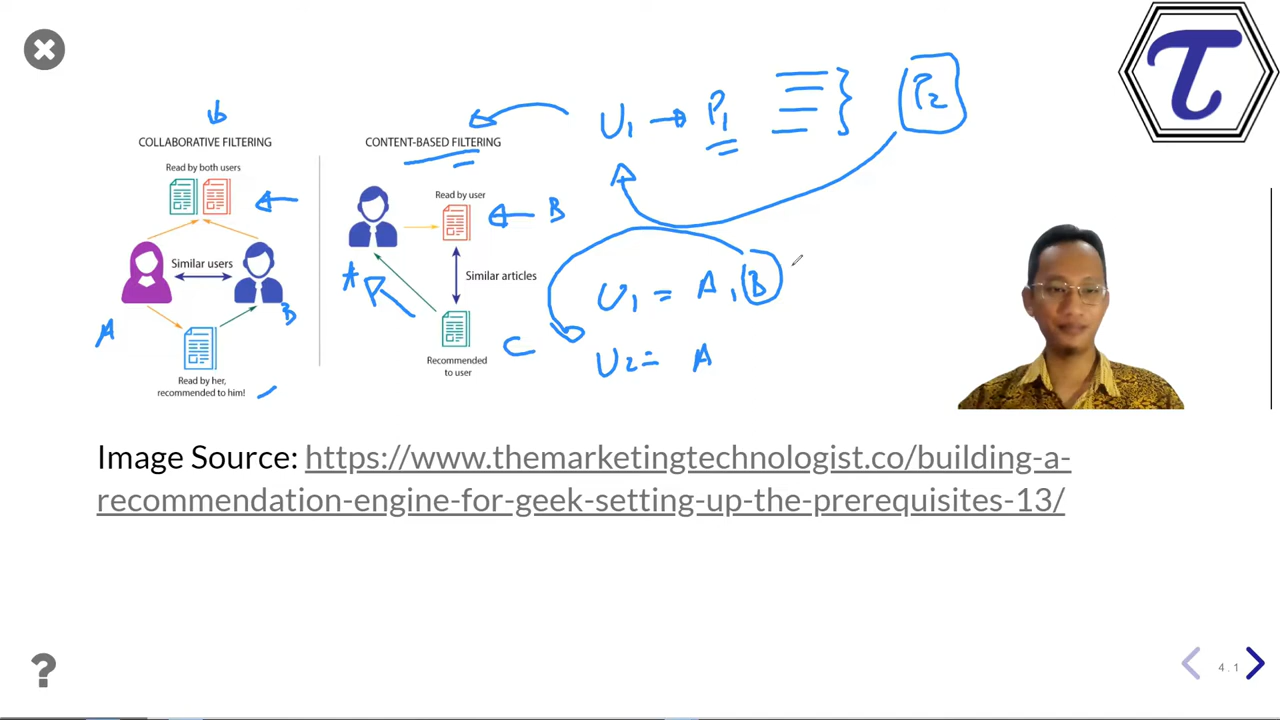 COLLABORATIVE FILTERING
Read by both users
Similar users
A
B
Read by her,
recommended to him!
CONTENT-BASED FILTERING
Read by user
B
Similar articles
A
C
Recommended
to user
U1 → P1
P2
U1 = A, B
U2 = A
Image Source: https://www.themarketingtechnologist.co/building-a-
recommendation-engine-for-geek-setting-up-the-prerequisites-13/
?
4.1